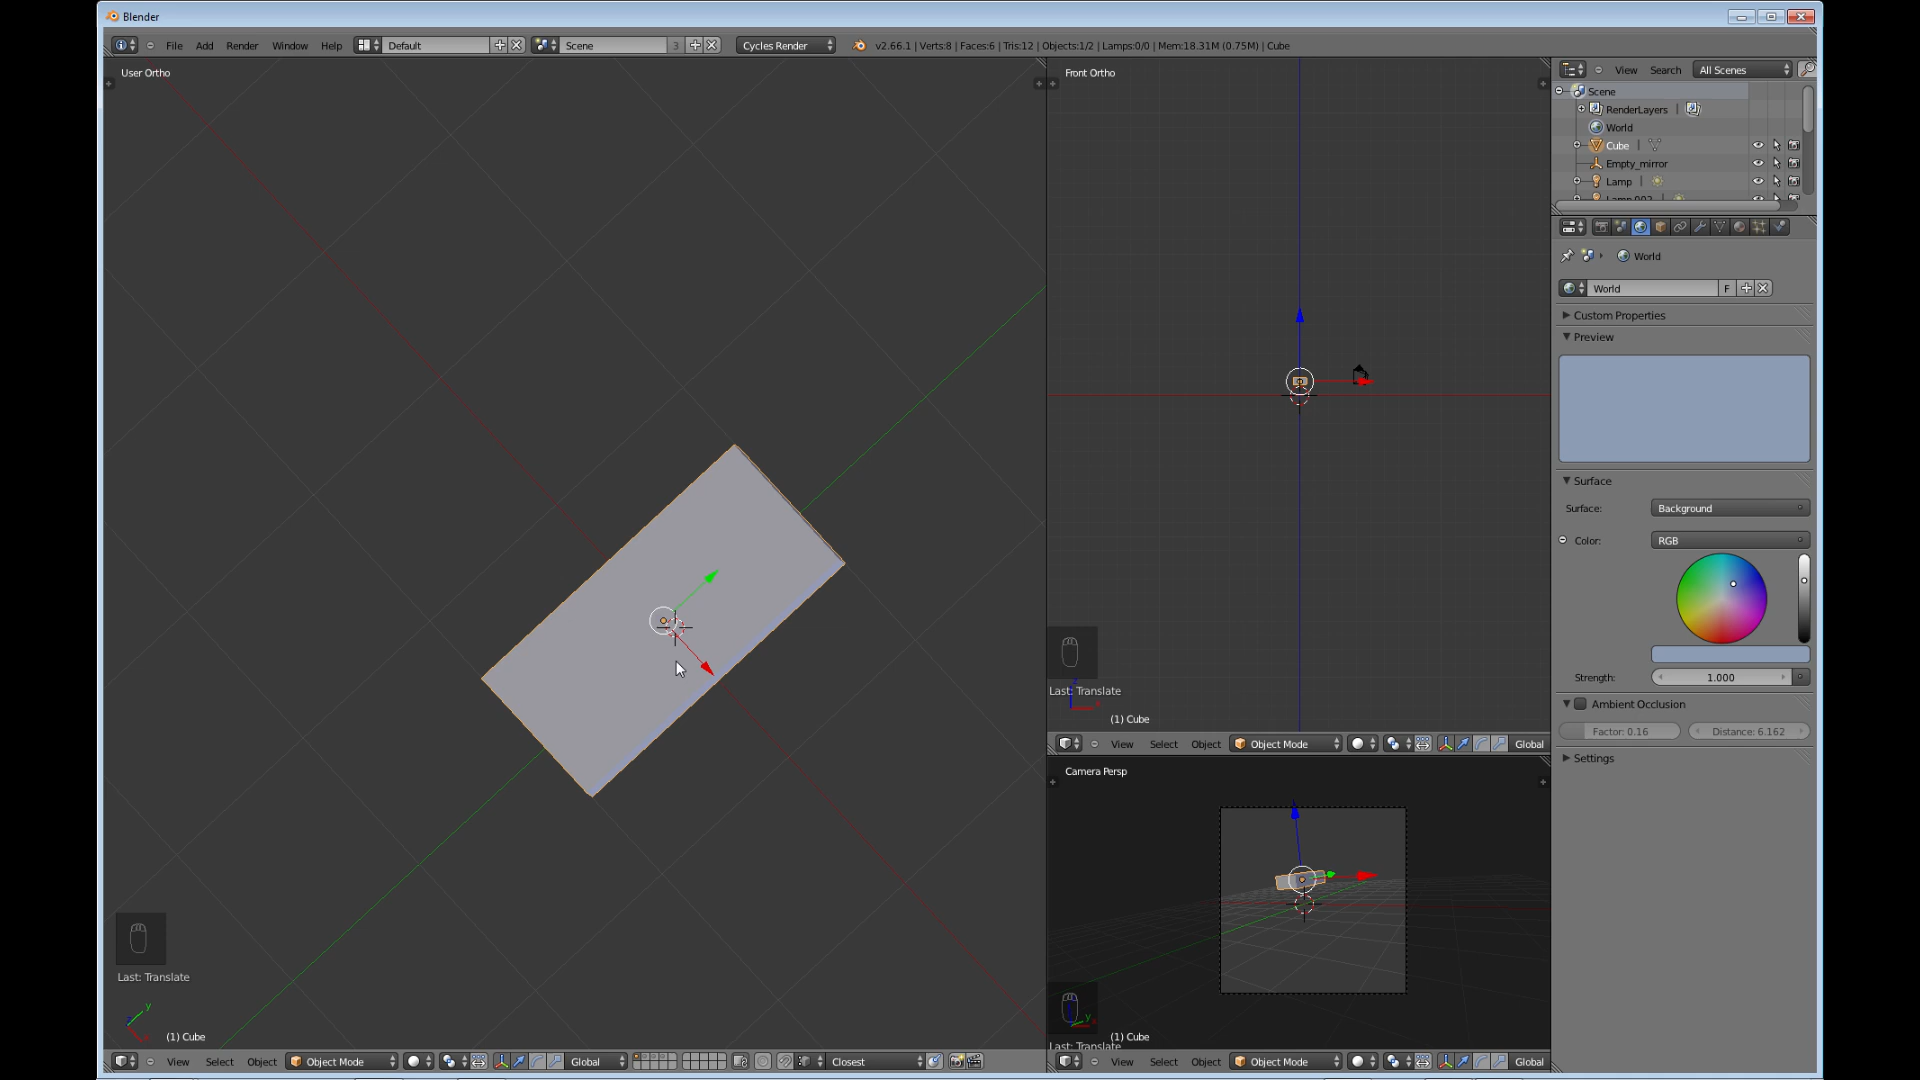 Blender
File Add Render Window Help Default Scene 3 Cycles Render v2.66.1 | Verts:8 | Faces:6 | Tris:12 | Objects:1/2 | Lamps:0/0 | Mem:18.31M (0.75M) | Cube
User Ortho
Last: Translate
y
(1) Cube
View Select Object Object Mode Global Closest
Front Ortho
Last: Translate
(1) Cube
View Select Object Object Mode Global
Camera Persp
(1) Cube
Last: Translate
View Select Object Object Mode Global
View Search All Scenes
Scene
RenderLayers |
World
Cube |
Empty_mirror
Lamp |
Lamp.002
World
World F
Custom Properties
Preview
Surface
Surface: Background
Color: RGB
Strength: 1.000
Ambient Occlusion
Factor: 0.16 Distance: 6.162
Settings